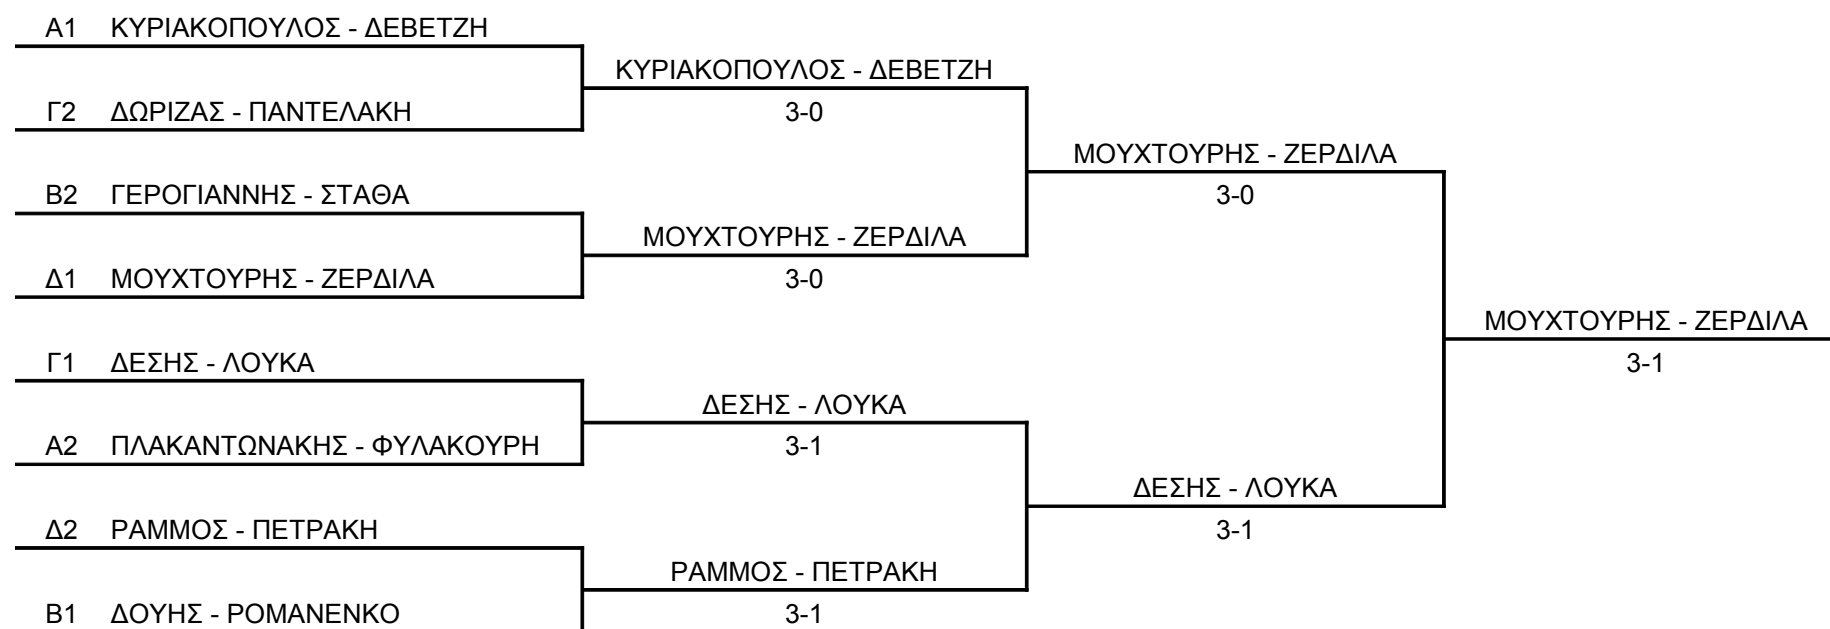 Α1 ΚΥΡΙΑΚΟΠΟΥΛΟΣ - ΔΕΒΕΤΖΗ
ΚΥΡΙΑΚΟΠΟΥΛΟΣ - ΔΕΒΕΤΖΗ
Γ2 ΔΩΡΙΖΑΣ - ΠΑΝΤΕΛΑΚΗ
3-0
ΜΟΥΧΤΟΥΡΗΣ - ΖΕΡΔΙΛΑ
Β2 ΓΕΡΟΓΙΑΝΝΗΣ - ΣΤΑΘΑ
3-0
ΜΟΥΧΤΟΥΡΗΣ - ΖΕΡΔΙΛΑ
Δ1 ΜΟΥΧΤΟΥΡΗΣ - ΖΕΡΔΙΛΑ
3-0
ΜΟΥΧΤΟΥΡΗΣ - ΖΕΡΔΙΛΑ
Γ1 ΔΕΣΗΣ - ΛΟΥΚΑ
3-1
ΔΕΣΗΣ - ΛΟΥΚΑ
Α2 ΠΛΑΚΑΝΤΩΝΑΚΗΣ - ΦΥΛΑΚΟΥΡΗ
3-1
ΔΕΣΗΣ - ΛΟΥΚΑ
Δ2 ΡΑΜΜΟΣ - ΠΕΤΡΑΚΗ
3-1
ΡΑΜΜΟΣ - ΠΕΤΡΑΚΗ
Β1 ΔΟΥΗΣ - ΡΟΜΑΝΕΝΚΟ
3-1